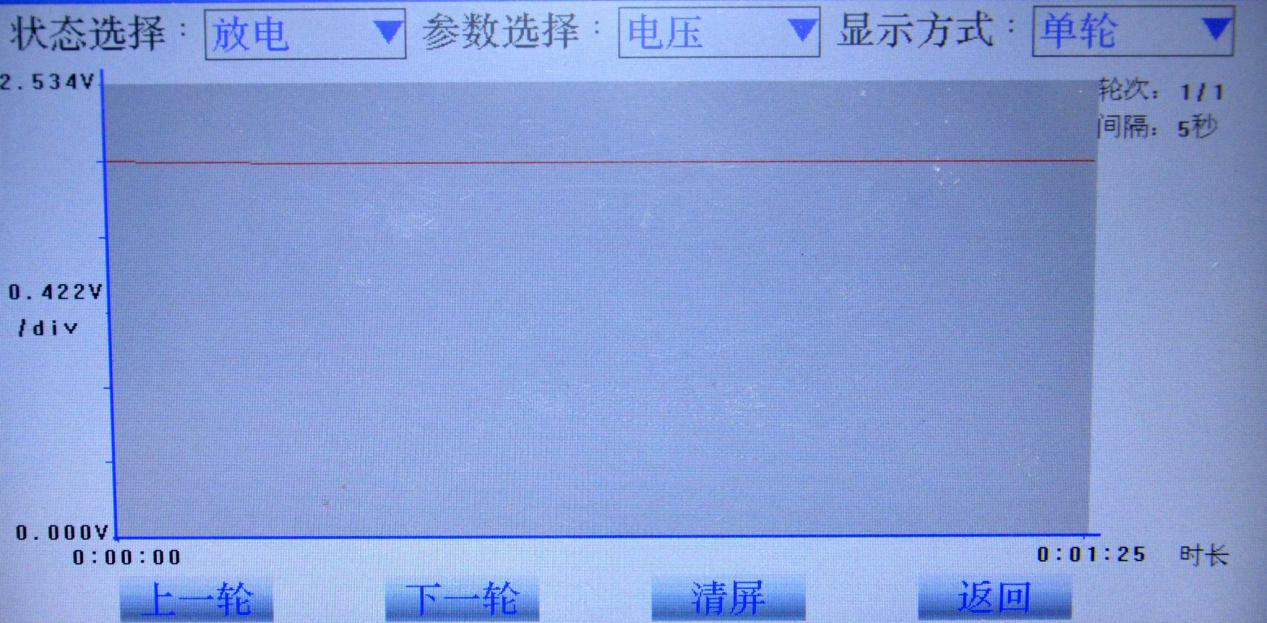 状态选择： 放电 参数选择： 电压 显示方式： 单轮
2.534V
轮次： 1/1
间隔： 5秒
0.422V
/div
0.000V
0:00:00 0:01:25 时长
上一轮 下一轮 清屏 返回